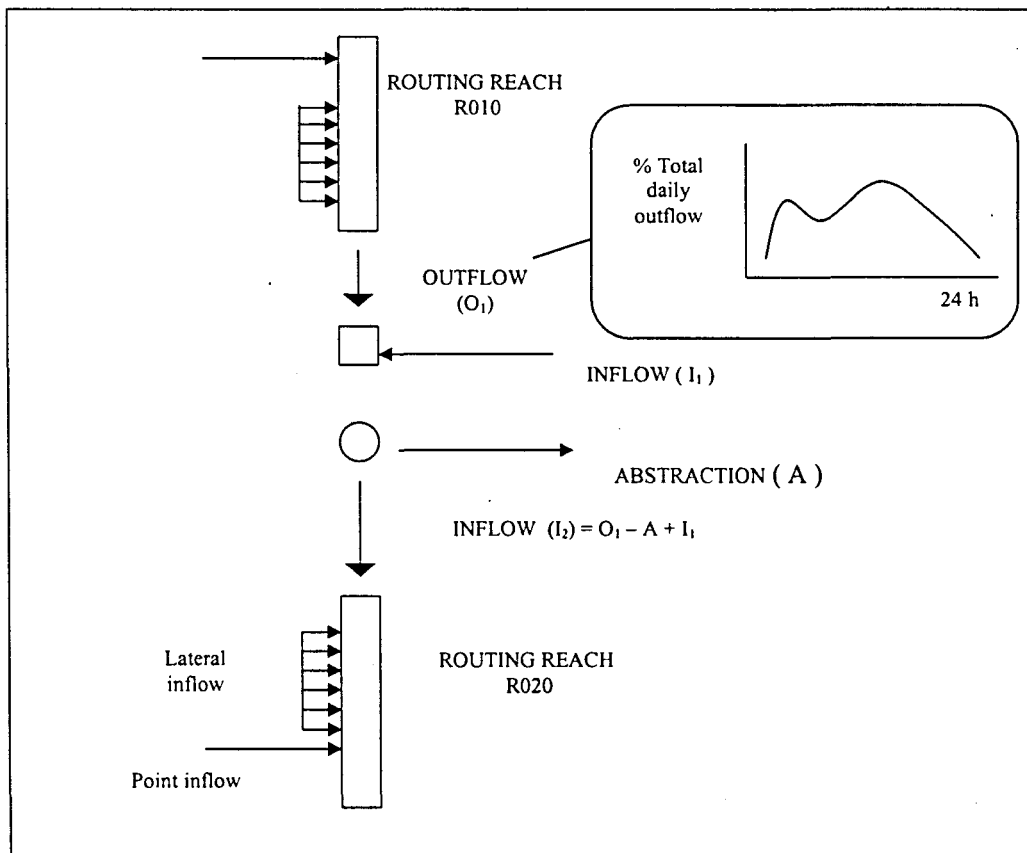 ROUTING REACH
R010
% Total
daily
outflow
24 h
OUTFLOW
(O₁)
INFLOW ( I₁ )
ABSTRACTION ( A )
INFLOW (I₂) = O₁ – A + I₁
Lateral
inflow
ROUTING REACH
R020
Point inflow